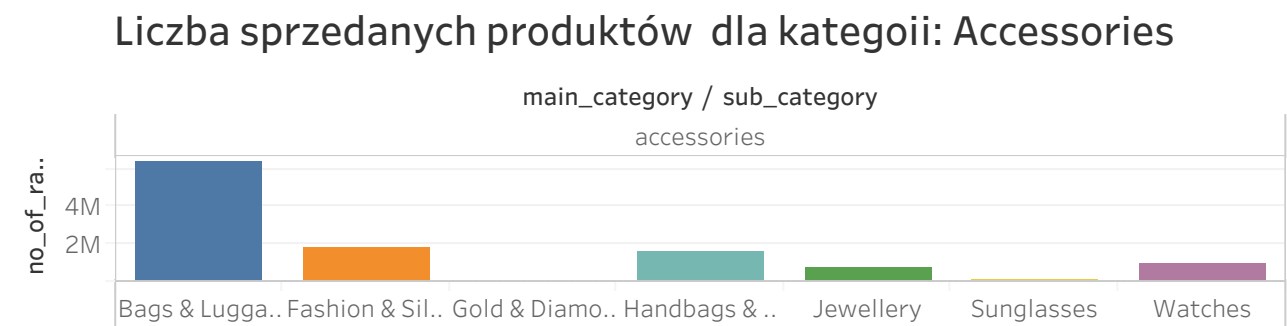 Liczba sprzedanych produktów dla kategoii: Accessories
main_category / sub_category
accessories
no_of_ra..
4M
2M
Bags & Lugga.. Fashion & Sil.. Gold & Diamo.. Handbags & .. Jewellery Sunglasses Watches